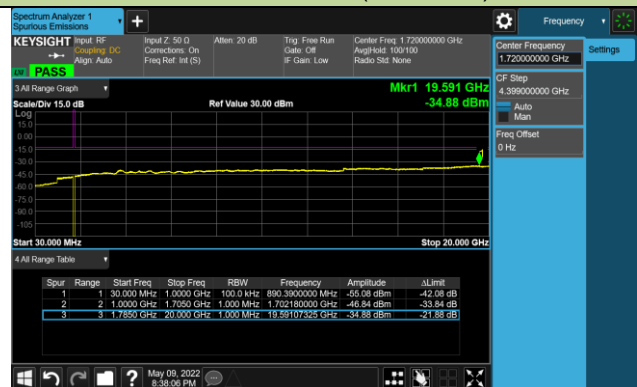 Spectrum Analyzer 1
Spurious Emissions
Frequency
KEYSIGHT
Input: RF
Coupling: DC
Align: Auto
Input Z: 50 Ω
Corrections: On
Freq Ref: Int (S)
Atten: 20 dB
Trig: Free Run
Gate: Off
IF Gain: Low
Center Freq: 1.720000000 GHz
Avg|Hold: 100/100
Radio Std: None
PASS
Center Frequency
1.720000000 GHz
Settings
CF Step
4.399000000 GHz
Auto
Man
Freq Offset
0 Hz
3 All Range Graph
Mkr1 19.591 GHz
-34.88 dBm
Scale/Div 15.0 dB
Ref Value 30.00 dBm
Log
15.0
0.00
-15.0
-30.0
-45.0
-60.0
-75.0
-90.0
-105
Start 30.000 MHz
Stop 20.000 GHz
4 All Range Table
Spur Range Start Freq Stop Freq RBW Frequency Amplitude ΔLimit
1 1 30.000 MHz 1.0000 GHz 100.0 kHz 890.3900000 MHz -55.08 dBm -42.08 dB
2 2 1.0000 GHz 1.7050 GHz 1.000 MHz 1.702180000 GHz -46.84 dBm -33.84 dB
3 3 1.7850 GHz 20.000 GHz 1.000 MHz 19.59107325 GHz -34.88 dBm -21.88 dB
May 09, 2022
8:38:06 PM